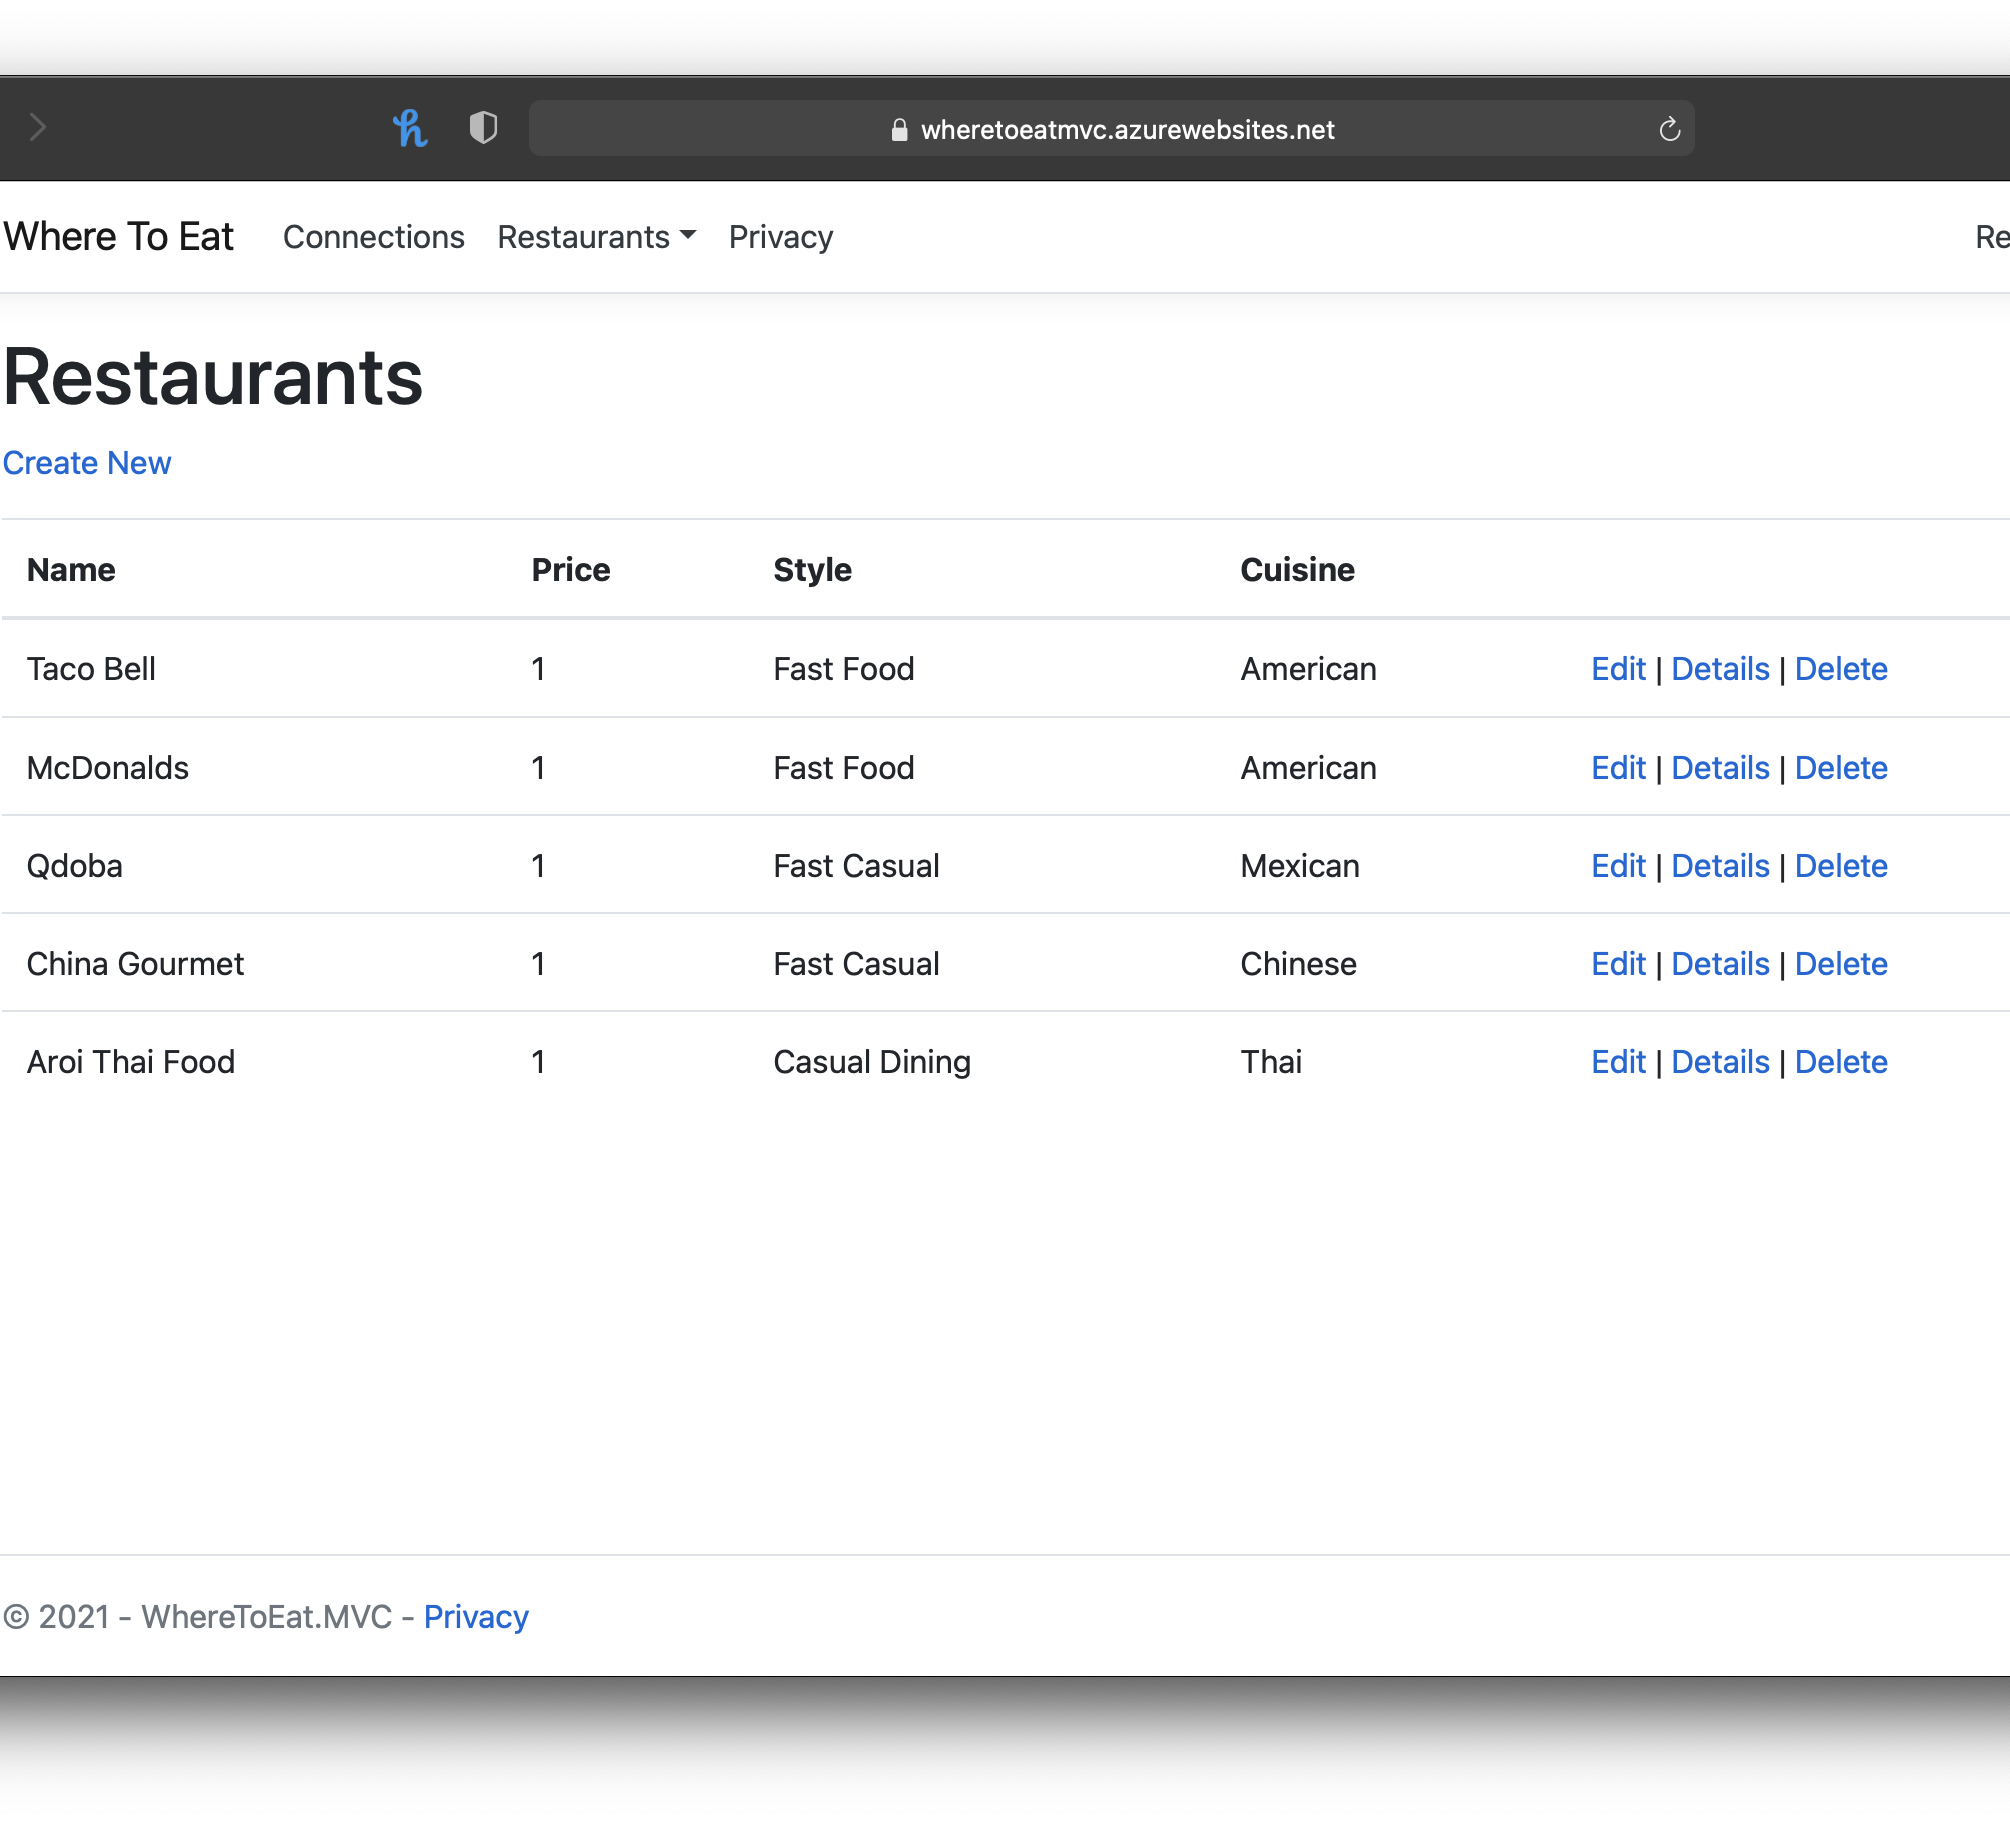 wheretoeatmvc.azurewebsites.net
Where To Eat Connections Restaurants Privacy Re
Restaurants
Create New
Name Price Style Cuisine
Taco Bell 1 Fast Food American Edit | Details | Delete
McDonalds 1 Fast Food American Edit | Details | Delete
Qdoba 1 Fast Casual Mexican Edit | Details | Delete
China Gourmet 1 Fast Casual Chinese Edit | Details | Delete
Aroi Thai Food 1 Casual Dining Thai Edit | Details | Delete
© 2021 - WhereToEat.MVC - Privacy